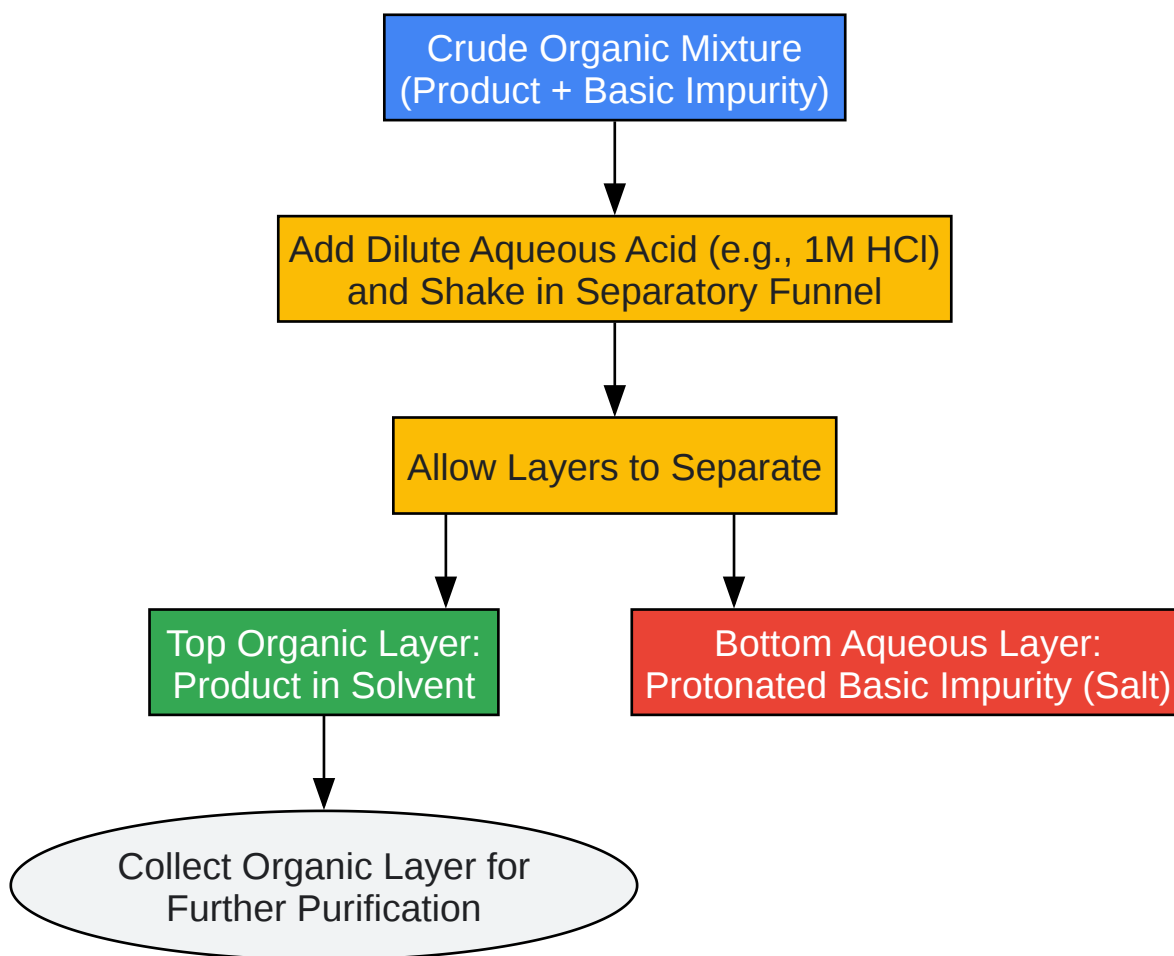 Crude Organic Mixture
(Product + Basic Impurity)
Add Dilute Aqueous Acid (e.g., 1M HCl)
and Shake in Separatory Funnel
Allow Layers to Separate
Top Organic Layer:
Product in Solvent
Bottom Aqueous Layer:
Protonated Basic Impurity (Salt)
Collect Organic Layer for
Further Purification